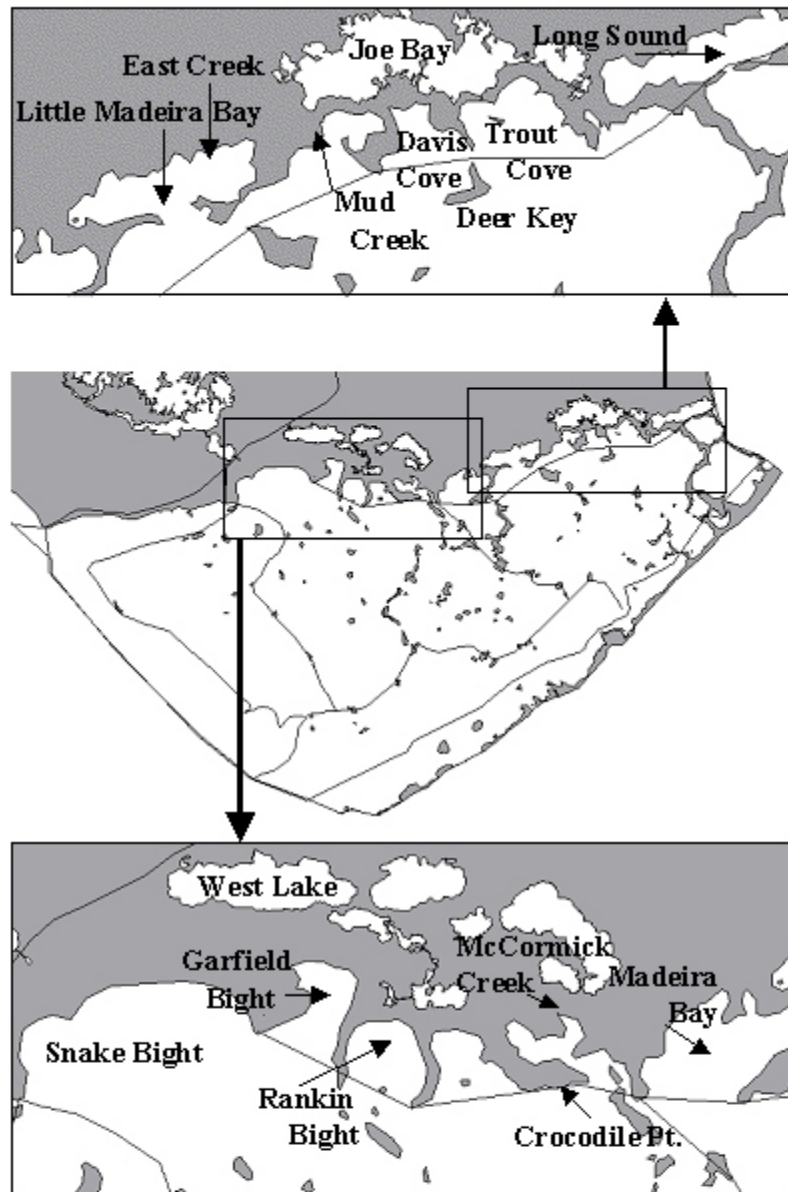 Long Sound
Joe Bay
East Creek
Little Madeira Bay
Davis
Cove
Trout
Cove
Mud
Creek
Deer Key
West Lake
McCormick
Creek
Garfield
Bight
Madeira
Bay
Snake Bight
Rankin
Bight
Crocodile Pt.